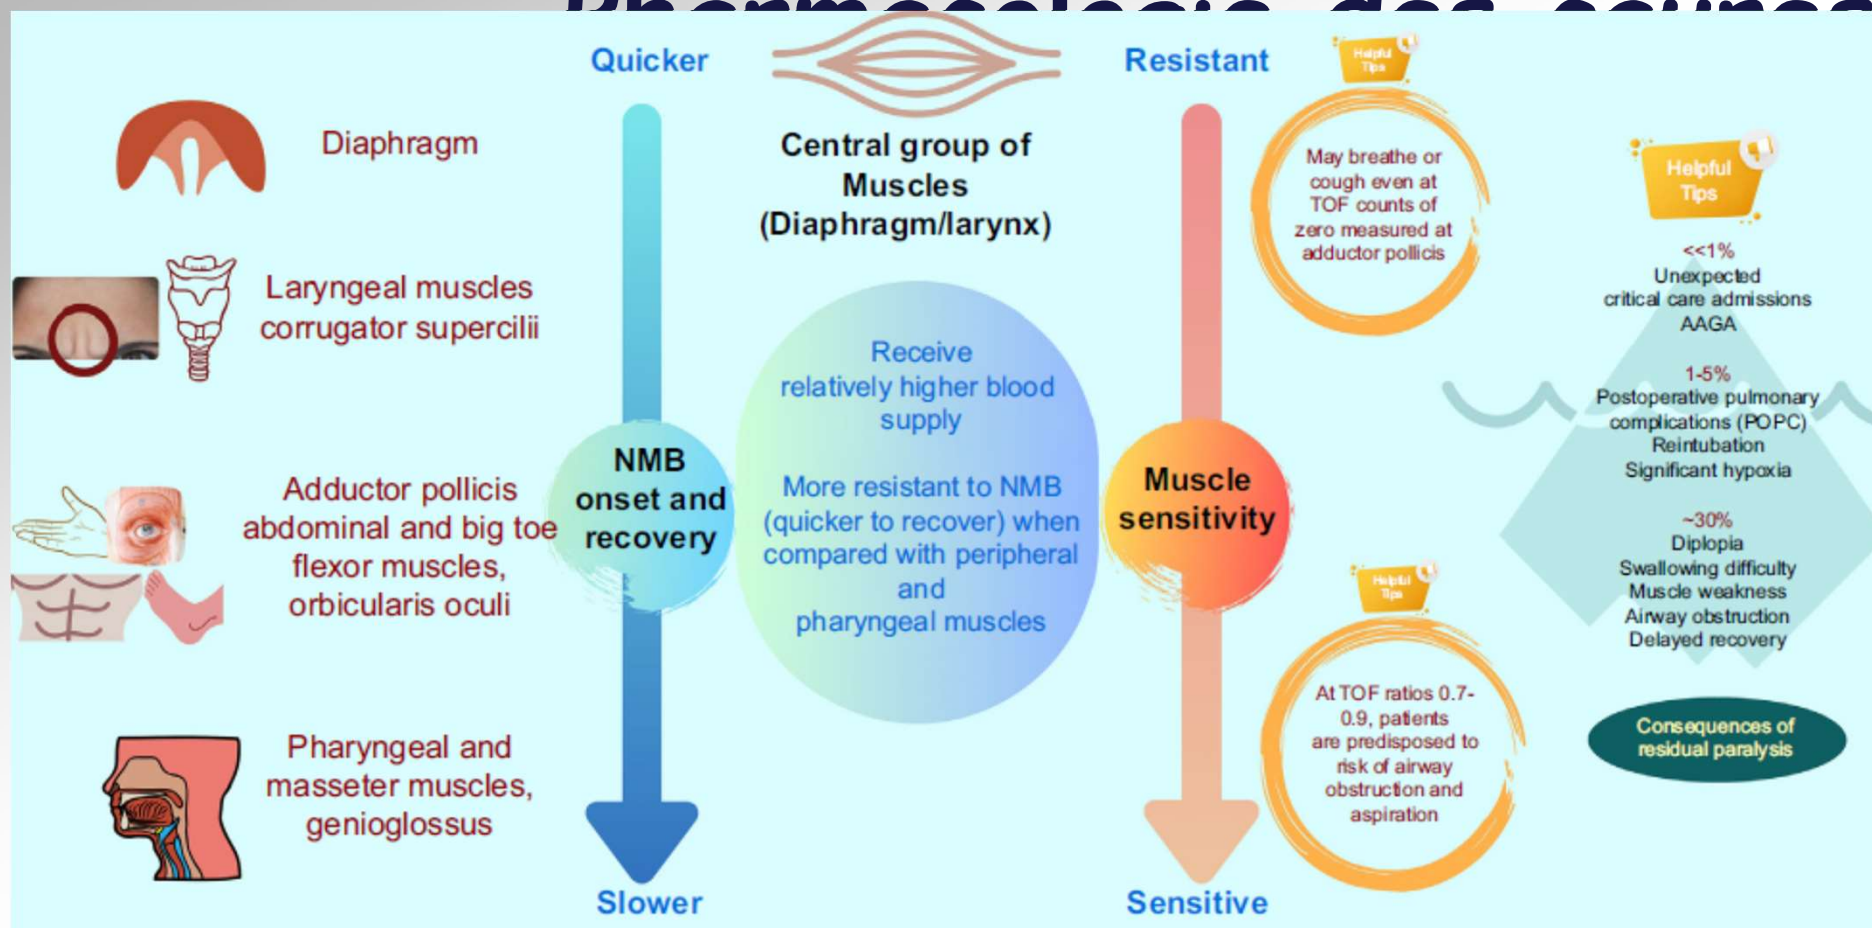 Pharmacologie des curares
Quicker
Resistant
Helpful
Tips
Diaphragm
Central group of
Muscles
(Diaphragm/larynx)
May breathe or
cough even at
TOF counts of
zero measured at
adductor pollicis
Helpful
Tips
Laryngeal muscles
corrugator supercilii
<<1%
Unexpected
critical care admissions
AAGA
Receive
relatively higher blood
supply
1-5%
Postoperative pulmonary
complications (POPC)
Reintubation
Significant hypoxia
NMB
onset and
recovery
More resistant to NMB
(quicker to recover) when
compared with peripheral
and
pharyngeal muscles
Muscle
sensitivity
Adductor pollicis
abdominal and big toe
flexor muscles,
orbicularis oculi
~30%
Diplopia
Swallowing difficulty
Muscle weakness
Airway obstruction
Delayed recovery
Helpful
Tips
At TOF ratios 0.7-
0.9, patients
are predisposed to
risk of airway
obstruction and
aspiration
Consequences of
residual paralysis
Pharyngeal and
masseter muscles,
genioglossus
Slower
Sensitive